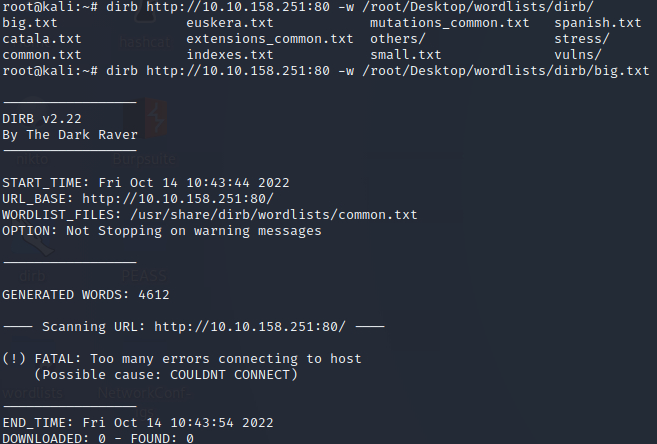 root@kali:~# dirb http://10.10.158.251:80 -w /root/Desktop/wordlists/dirb/
big.txt euskera.txt mutations_common.txt spanish.txt
catala.txt extensions_common.txt others/ stress/
common.txt indexes.txt small.txt vulns/
root@kali:~# dirb http://10.10.158.251:80 -w /root/Desktop/wordlists/dirb/big.txt
-----------------
DIRB v2.22
By The Dark Raver
-----------------
START_TIME: Fri Oct 14 10:43:44 2022
URL_BASE: http://10.10.158.251:80/
WORDLIST_FILES: /usr/share/dirb/wordlists/common.txt
OPTION: Not Stopping on warning messages
-----------------
GENERATED WORDS: 4612
---- Scanning URL: http://10.10.158.251:80/ ----
(!) FATAL: Too many errors connecting to host
(Possible cause: COULDNT CONNECT)
-----------------
END_TIME: Fri Oct 14 10:43:54 2022
DOWNLOADED: 0 - FOUND: 0
hashcat
nikto
Burpsuite
dirb
PEASS
wordlists